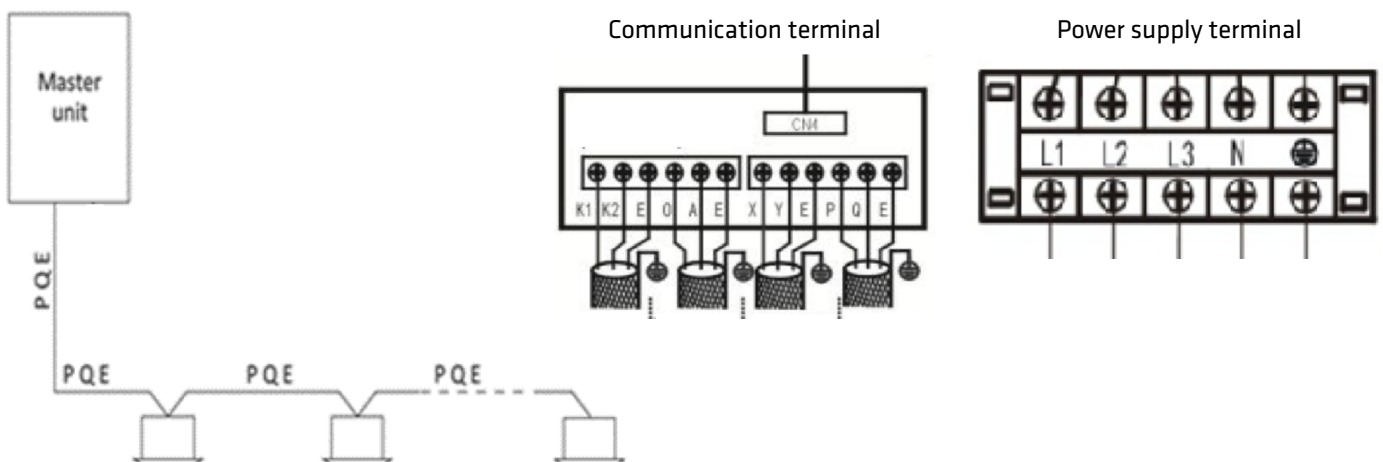 Communication terminal
Power supply terminal
Master
unit
CN4
L1 L2 L3 N
K1 K2 E O A E X Y E P Q E
PQE
PQE PQE PQE